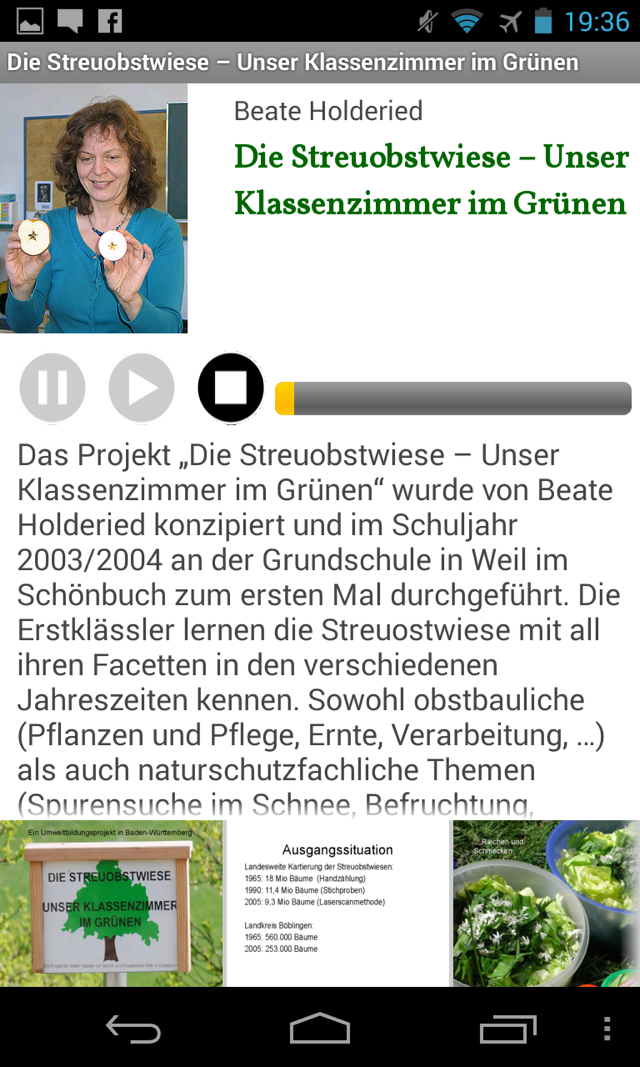 19:36
Die Streuobstwiese – Unser Klassenzimmer im Grünen
Beate Holderied
Die Streuobstwiese – Unser
Klassenzimmer im Grünen
Das Projekt „Die Streuobstwiese – Unser
Klassenzimmer im Grünen“ wurde von Beate
Holderied konzipiert und im Schuljahr
2003/2004 an der Grundschule in Weil im
Schönbuch zum ersten Mal durchgeführt. Die
Erstklässler lernen die Streuostwiese mit all
ihren Facetten in den verschiedenen
Jahreszeiten kennen. Sowohl obstbauliche
(Pflanzen und Pflege, Ernte, Verarbeitung, ...)
als auch naturschutzfachliche Themen
(Spurensuche im Schnee, Befruchtung,
Ein Umweltbildungsprojekt in Baden-Württemberg
DIE STREUOBSTWIESE
UNSER KLASSENZIMMER
IM GRÜNEN
Ausgangssituation
Landesweite Kartierung der Streuobstwiesen:
1965: 18 Mio Bäume (Handzählung)
1990: 11,4 Mio Bäume (Stichproben)
2005: 9,3 Mio Bäume (Laserscanmethode)
Landkreis Böblingen:
1965: 560.000 Bäume
2005: 253.000 Bäume
Riechen und
Schmecken